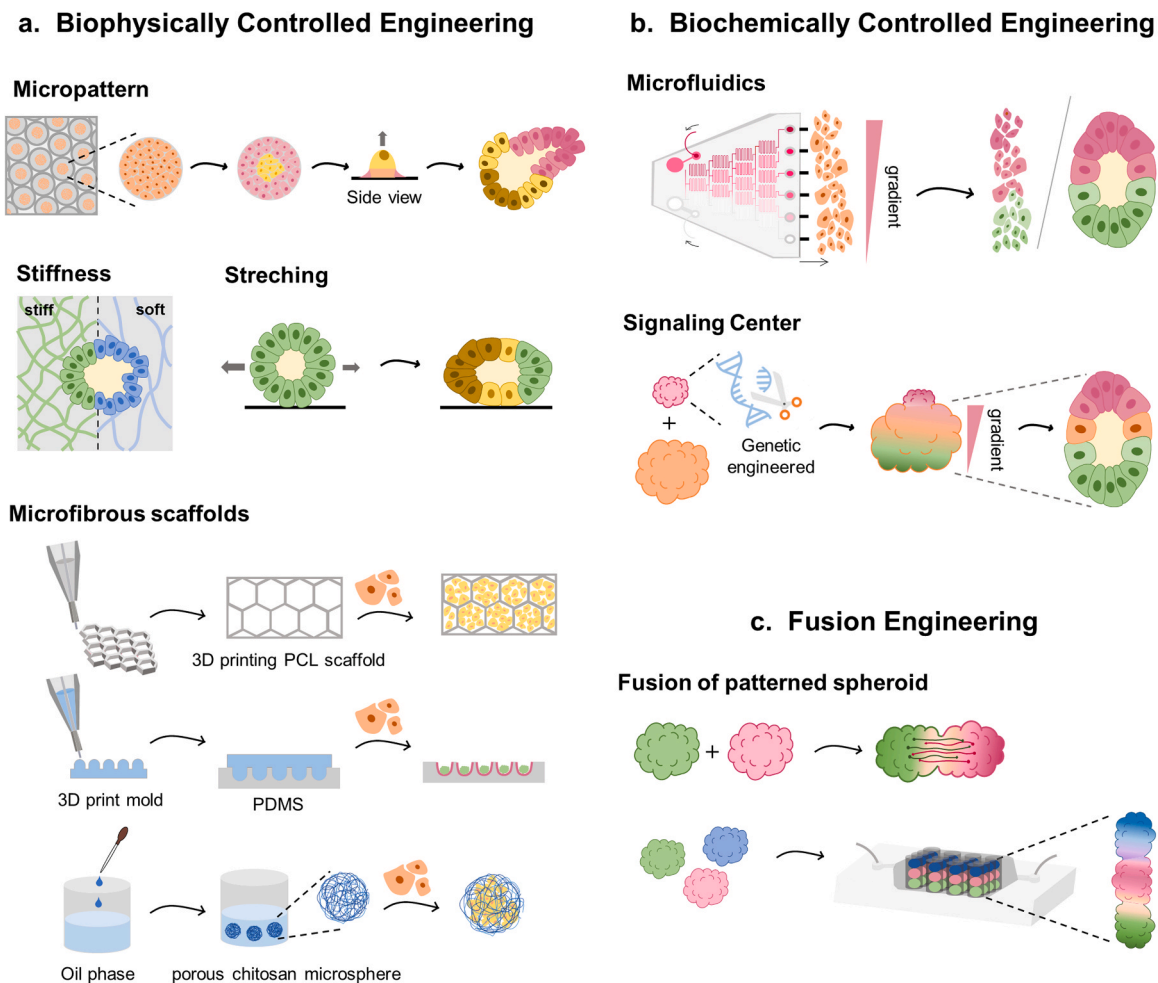 a. Biophysically Controlled Engineering
Micropattern
Side view
Stiffness
stiff
soft
Streching
Microfibrous scaffolds
3D printing PCL scaffold
3D print mold
PDMS
Oil phase
porous chitosan microsphere
b. Biochemically Controlled Engineering
Microfluidics
gradient
Signaling Center
+
Genetic
engineered
gradient
c. Fusion Engineering
Fusion of patterned spheroid
+